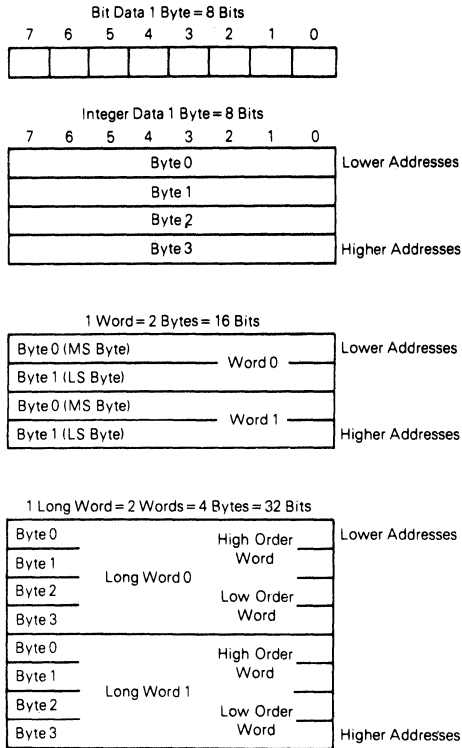 Bit Data 1 Byte = 8 Bits
7 6 5 4 3 2 1 0
Integer Data 1 Byte = 8 Bits
7 6 5 4 3 2 1 0
Byte 0 Lower Addresses
Byte 1
Byte 2
Byte 3 Higher Addresses
1 Word = 2 Bytes = 16 Bits
Byte 0 (MS Byte) Lower Addresses
Word 0
Byte 1 (LS Byte)
Byte 0 (MS Byte)
Word 1
Byte 1 (LS Byte) Higher Addresses
1 Long Word = 2 Words = 4 Bytes = 32 Bits
Byte 0 High Order Lower Addresses
Word
Byte 1
Long Word 0
Byte 2 Low Order
Word
Byte 3
Byte 0 High Order
Word
Byte 1
Long Word 1
Byte 2 Low Order
Word
Byte 3 Higher Addresses